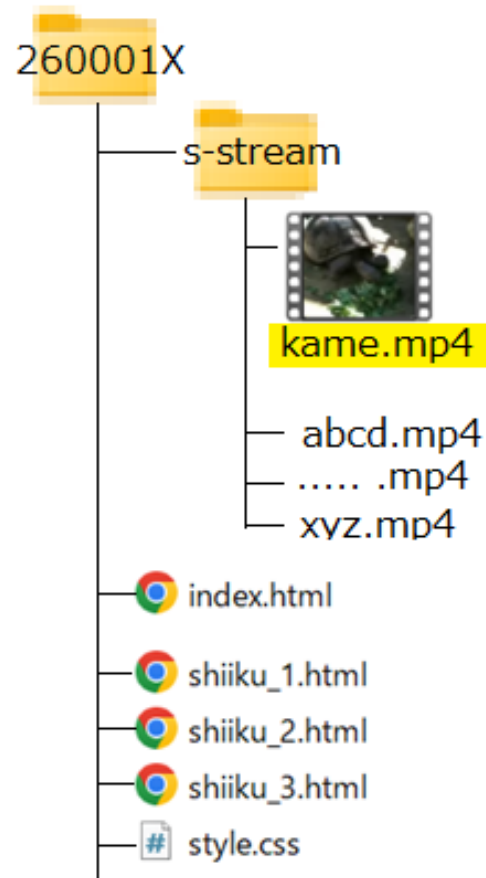 260001X
s-stream
kame.mp4
abcd.mp4
..... .mp4
xyz.mp4
index.html
shiiku_1.html
shiiku_2.html
shiiku_3.html
# style.css